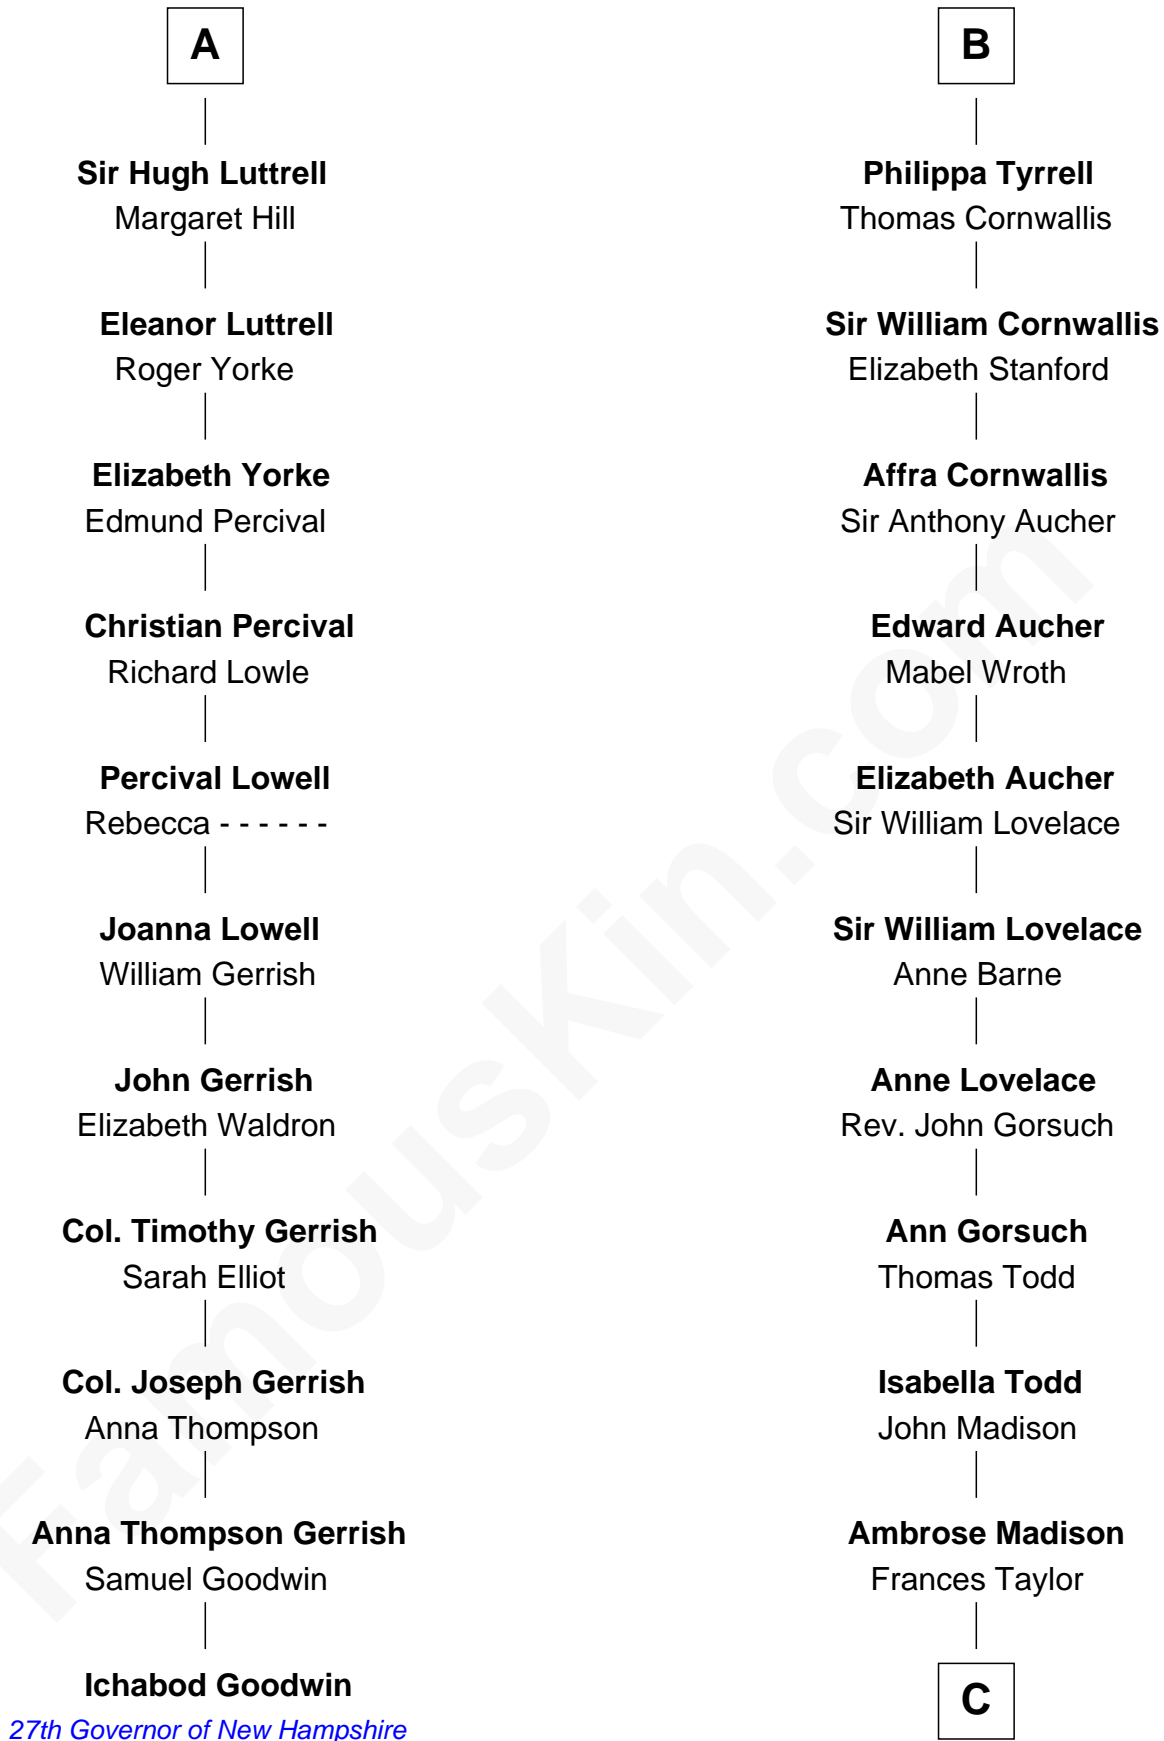 A
Sir Hugh Luttrell
Margaret Hill
Eleanor Luttrell
Roger Yorke
Elizabeth Yorke
Edmund Percival
Christian Percival
Richard Lowle
Percival Lowell
Rebecca - - - - - -
Joanna Lowell
William Gerrish
John Gerrish
Elizabeth Waldron
Col. Timothy Gerrish
Sarah Elliot
Col. Joseph Gerrish
Anna Thompson
Anna Thompson Gerrish
Samuel Goodwin
Ichabod Goodwin
27th Governor of New Hampshire
B
Philippa Tyrrell
Thomas Cornwallis
Sir William Cornwallis
Elizabeth Stanford
Affra Cornwallis
Sir Anthony Aucher
Edward Aucher
Mabel Wroth
Elizabeth Aucher
Sir William Lovelace
Sir William Lovelace
Anne Barne
Anne Lovelace
Rev. John Gorsuch
Ann Gorsuch
Thomas Todd
Isabella Todd
John Madison
Ambrose Madison
Frances Taylor
C
FamousKin.com